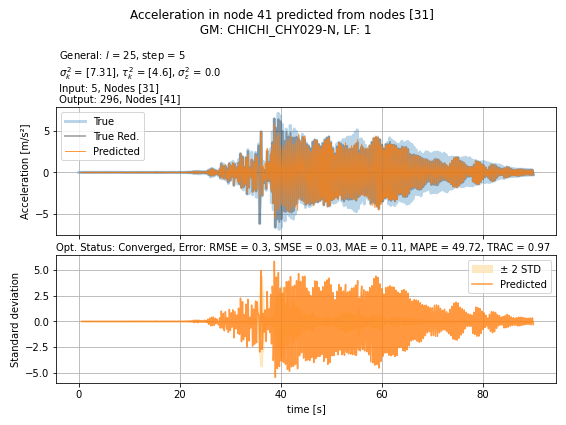 Acceleration in node 41 predicted from nodes [31]
GM: CHICHI_CHY029-N, LF: 1
General: l = 25, step = 5
σ²ₖ = [7.31], τ²ₖ = [4.6], σ²ε = 0.0
Input: 5, Nodes [31]
Output: 296, Nodes [41]
True
True Red.
Predicted
Acceleration [m/s²]
5
0
−5
Opt. Status: Converged, Error: RMSE = 0.3, SMSE = 0.03, MAE = 0.11, MAPE = 49.72, TRAC = 0.97
± 2 STD
Predicted
Standard deviation
5.0
2.5
0.0
−2.5
−5.0
0 20 40 60 80
time [s]